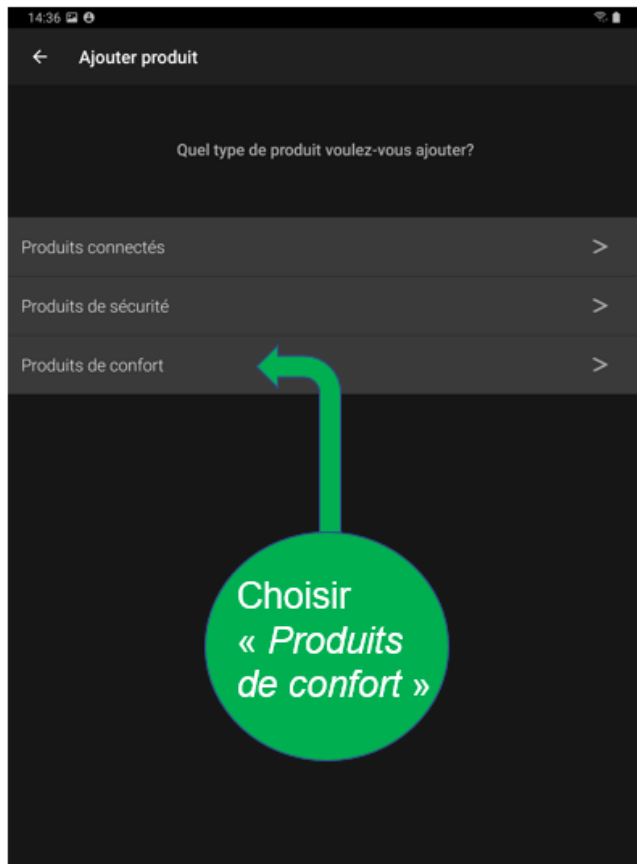 14:36
Ajouter produit
Quel type de produit voulez-vous ajouter?
Produits connectés >
Produits de sécurité >
Produits de confort >
Choisir
« Produits
de confort »